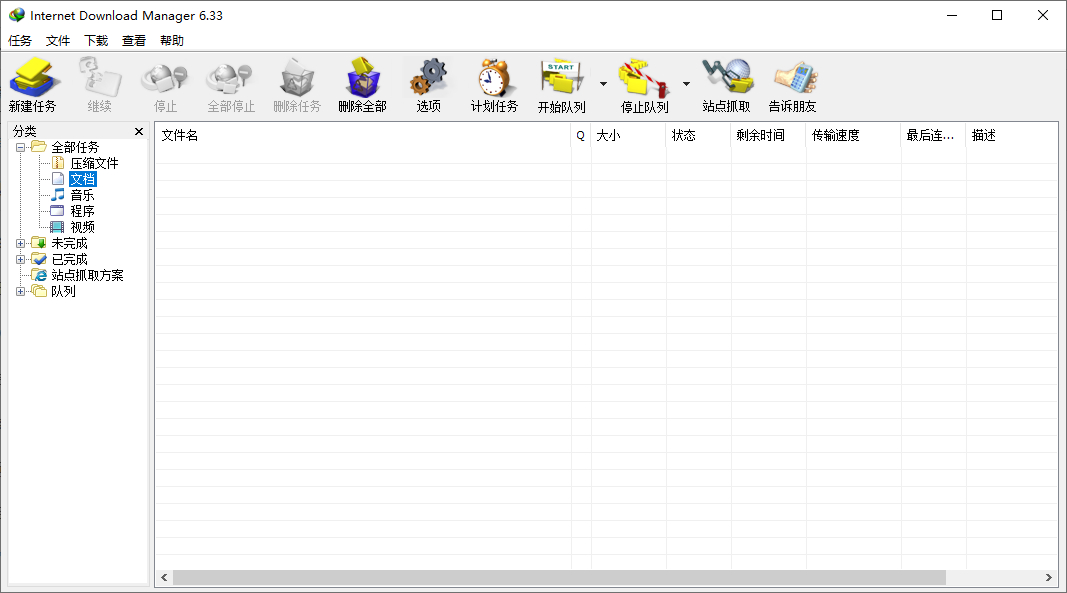 Internet Download Manager 6.33
任务 文件 下载 查看 帮助
START
新建任务 继续 停止 全部停止 删除任务 删除全部 选项 计划任务 开始队列 停止队列 站点抓取 告诉朋友
分类
文件名 Q 大小 状态 剩余时间 传输速度 最后连... 描述
全部任务
压缩文件
文档
音乐
程序
视频
未完成
已完成
站点抓取方案
队列